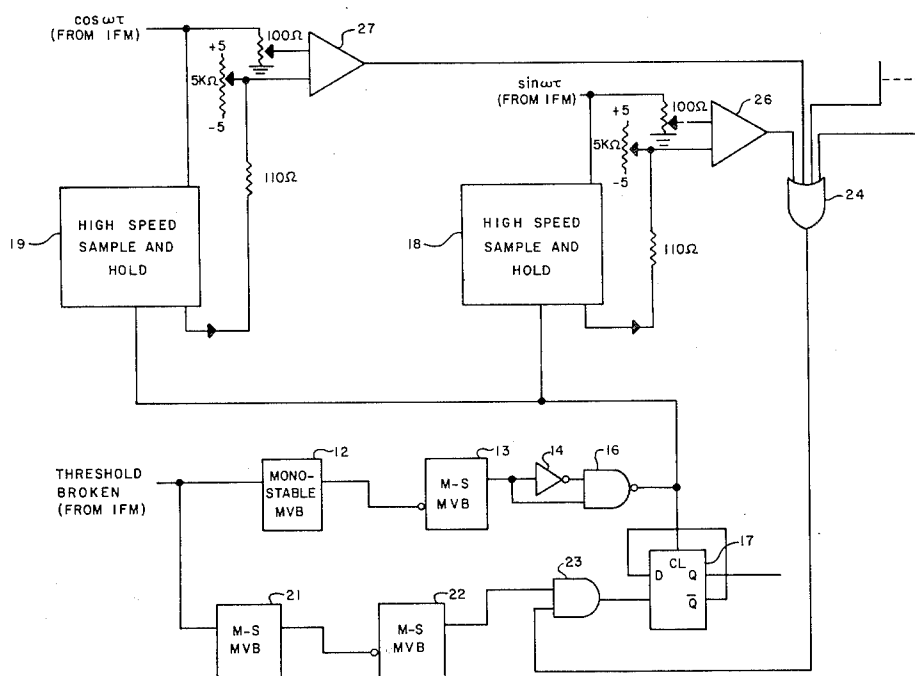 COS ωτ
(FROM IFM)
100Ω
27
+5
5KΩ
-5
110Ω
sinωτ
(FROM IFM)
100Ω
26
+5
5KΩ
-5
110Ω
24
19
HIGH SPEED
SAMPLE AND
HOLD
18
HIGH SPEED
SAMPLE AND
HOLD
THRESHOLD
BROKEN
(FROM IFM)
12
MONO-
STABLE
MVB
13
M-S
MVB
14
16
17
CL
D
Q
Q̅
21
M-S
MVB
22
M-S
MVB
23